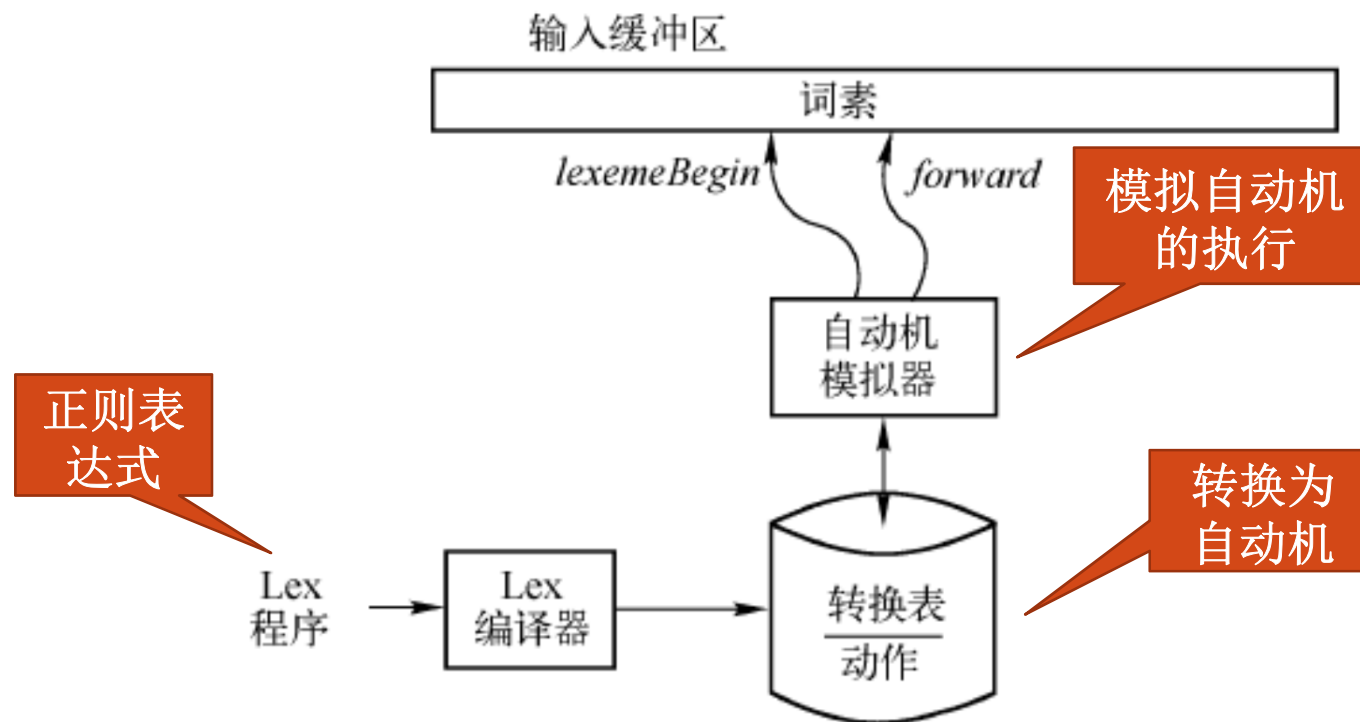 输入缓冲区
词素
lexemeBegin
forward
模拟自动机
的执行
自动机
模拟器
正则表
达式
转换为
自动机
Lex
程序
Lex
编译器
转换表
动作